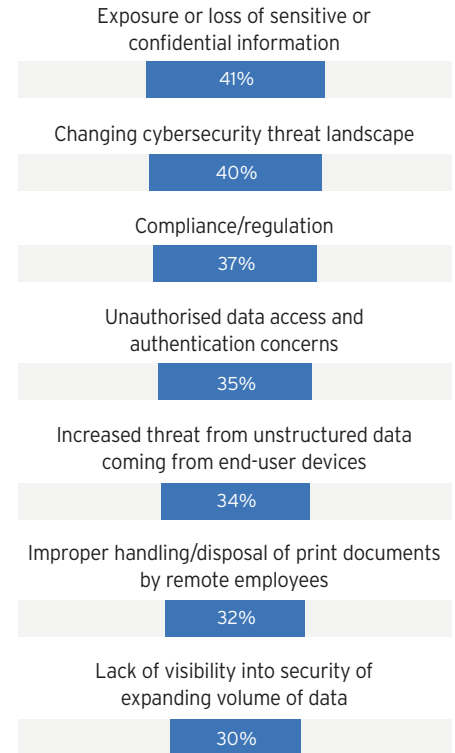 Exposure or loss of sensitive or
confidential information
41%
Changing cybersecurity threat landscape
40%
Compliance/regulation
37%
Unauthorised data access and
authentication concerns
35%
Increased threat from unstructured data
coming from end-user devices
34%
Improper handling/disposal of print documents
by remote employees
32%
Lack of visibility into security of
expanding volume of data
30%